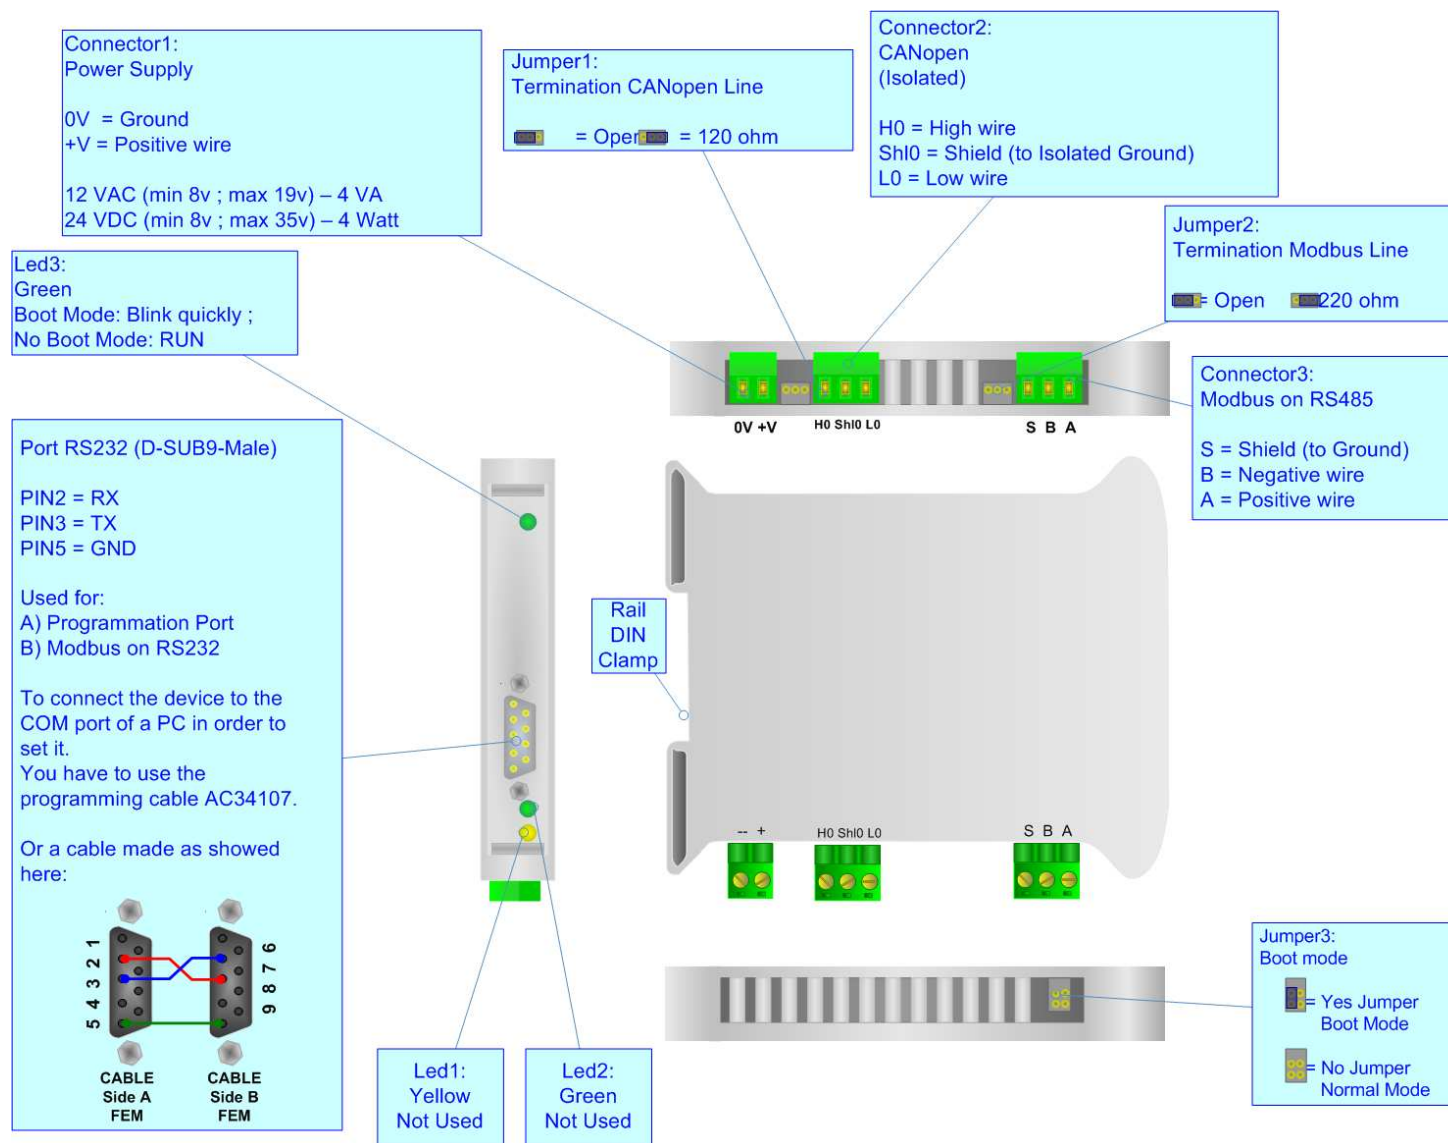 Connector1:
Power Supply
0V = Ground
+V = Positive wire
12 VAC (min 8v ; max 19v) – 4 VA
24 VDC (min 8v ; max 35v) – 4 Watt
Jumper1:
Termination CANopen Line
= Open
= 120 ohm
Connector2:
CANopen
(Isolated)
H0 = High wire
Shl0 = Shield (to Isolated Ground)
L0 = Low wire
Jumper2:
Termination Modbus Line
= Open
220 ohm
Led3:
Green
Boot Mode: Blink quickly ;
No Boot Mode: RUN
Connector3:
Modbus on RS485
S = Shield (to Ground)
B = Negative wire
A = Positive wire
0V +V
H0 Shl0 L0
S B A
Port RS232 (D-SUB9-Male)
PIN2 = RX
PIN3 = TX
PIN5 = GND
Used for:
A) Programmation Port
B) Modbus on RS232
To connect the device to the
COM port of a PC in order to
set it.
You have to use the
programming cable AC34107.
Or a cable made as showed
here:
1
2
3
4
5
6
7
8
9
CABLE
Side A
FEM
CABLE
Side B
FEM
Rail
DIN
Clamp
-- +
H0 Shl0 L0
S B A
Led1:
Yellow
Not Used
Led2:
Green
Not Used
Jumper3:
Boot mode
= Yes Jumper
Boot Mode
= No Jumper
Normal Mode